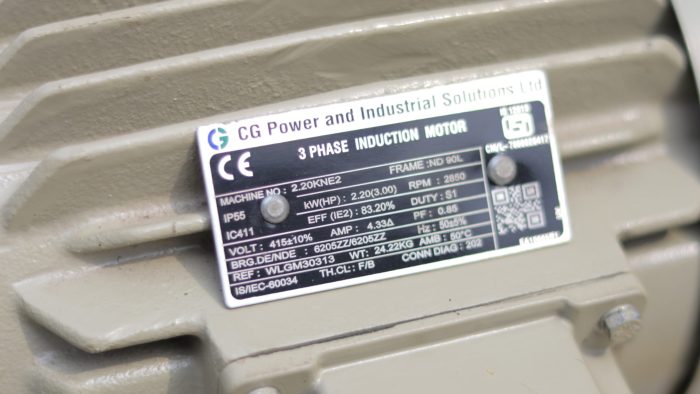 CG CG Power and Industrial Solutions Ltd
CE 3 PHASE INDUCTION MOTOR
ISI
MACHINE NO: 2.20KNE2 FRAME:ND 90L
IP55 kW(HP): 2.20(3.00) RPM: 2850
IC411 EFF (IE2): 83.20% DUTY: S1
VOLT: 415±10% AMP: 4.33Δ PF: 0.85
BRG.DE/NDE: 6205ZZ/6205ZZ Hz: 50±5%
REF: WLGM30313 WT: 24.22KG AMB: 50°C
IS/IEC-60034 TH.CL: F/B CONN DIAG: 202